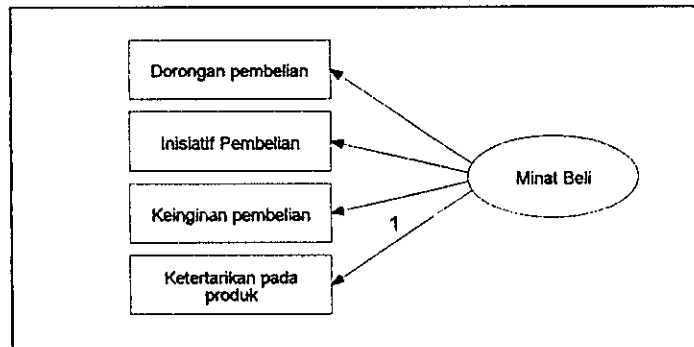 Dorongan pembelian
Inisiatif Pembelian
Minat Beli
Keinginan pembelian
1
Ketertarikan pada
produk